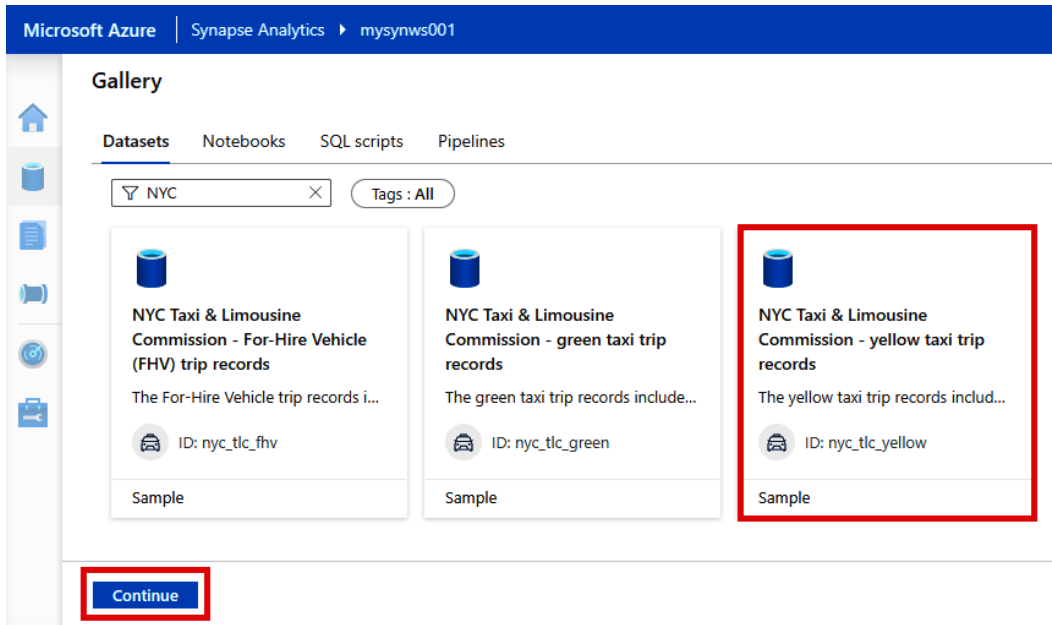 Microsoft Azure Synapse Analytics mysynws001
Gallery
Datasets Notebooks SQL scripts Pipelines
NYC Tags : All
NYC Taxi & Limousine
Commission - For-Hire Vehicle
(FHV) trip records
The For-Hire Vehicle trip records i...
ID: nyc_tlc_fhv
Sample
NYC Taxi & Limousine
Commission - green taxi trip
records
The green taxi trip records include...
ID: nyc_tlc_green
Sample
NYC Taxi & Limousine
Commission - yellow taxi trip
records
The yellow taxi trip records includ...
ID: nyc_tlc_yellow
Sample
Continue